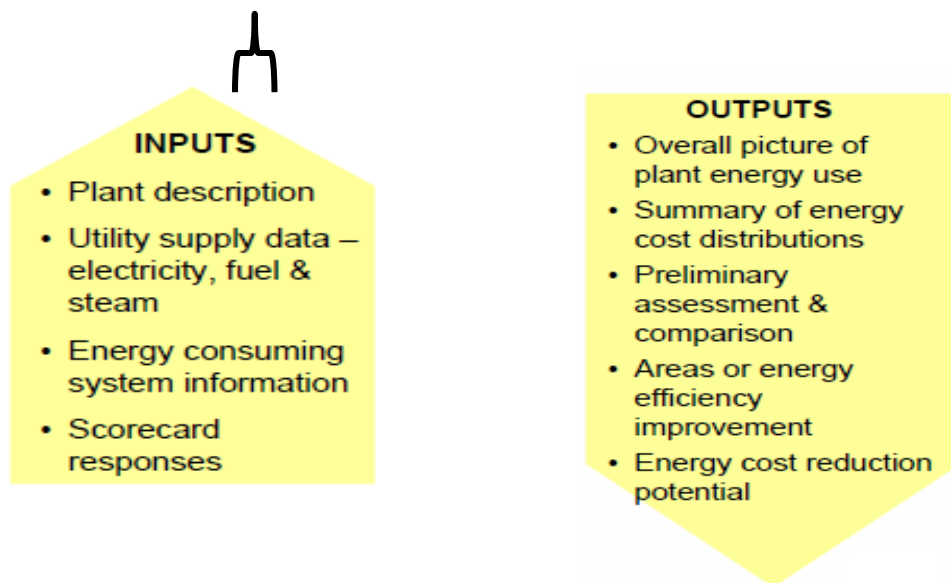 INPUTS
• Plant description
• Utility supply data –
electricity, fuel &
steam
• Energy consuming
system information
• Scorecard
responses
OUTPUTS
• Overall picture of
plant energy use
• Summary of energy
cost distributions
• Preliminary
assessment &
comparison
• Areas or energy
efficiency
improvement
• Energy cost reduction
potential